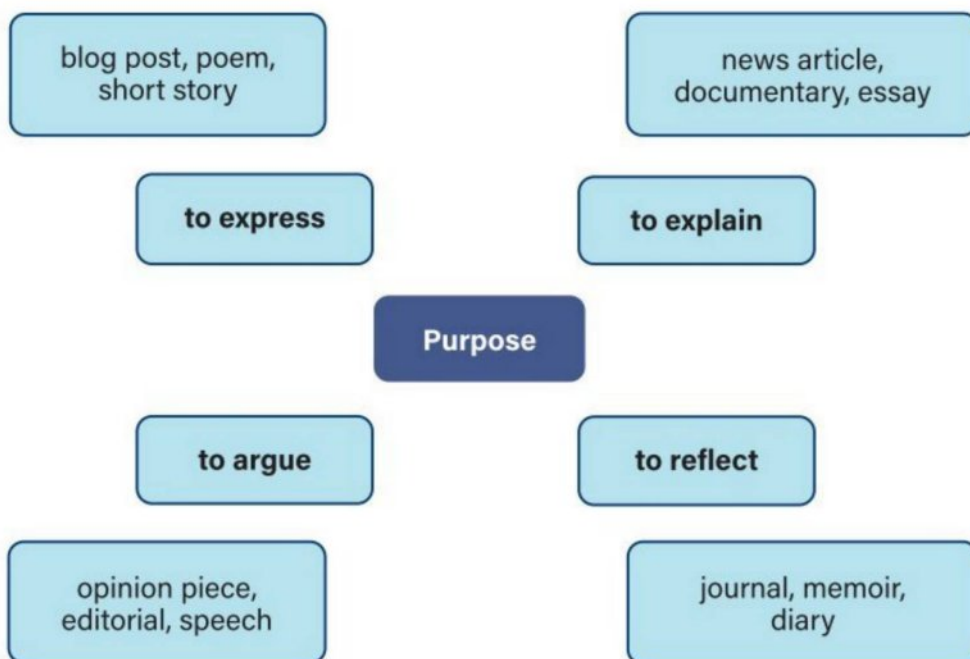 blog post, poem,
short story
news article,
documentary, essay
to express
to explain
Purpose
to argue
to reflect
opinion piece,
editorial, speech
journal, memoir,
diary